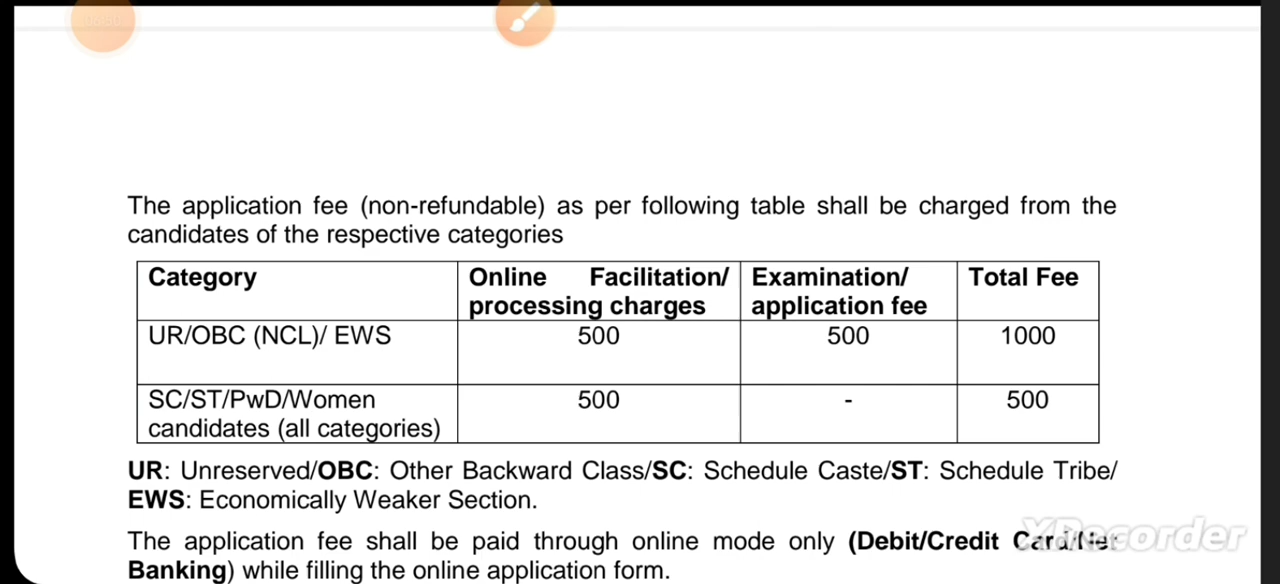 The application fee (non-refundable) as per following table shall be charged from the
candidates of the respective categories
Category Online Facilitation/ Examination/ Total Fee
processing charges application fee
UR/OBC (NCL)/ EWS 500 500 1000
SC/ST/PwD/Women 500 - 500
candidates (all categories)
UR: Unreserved/OBC: Other Backward Class/SC: Schedule Caste/ST: Schedule Tribe/
EWS: Economically Weaker Section.
The application fee shall be paid through online mode only (Debit/Credit Card/Net
Banking) while filling the online application form.
XRecorder